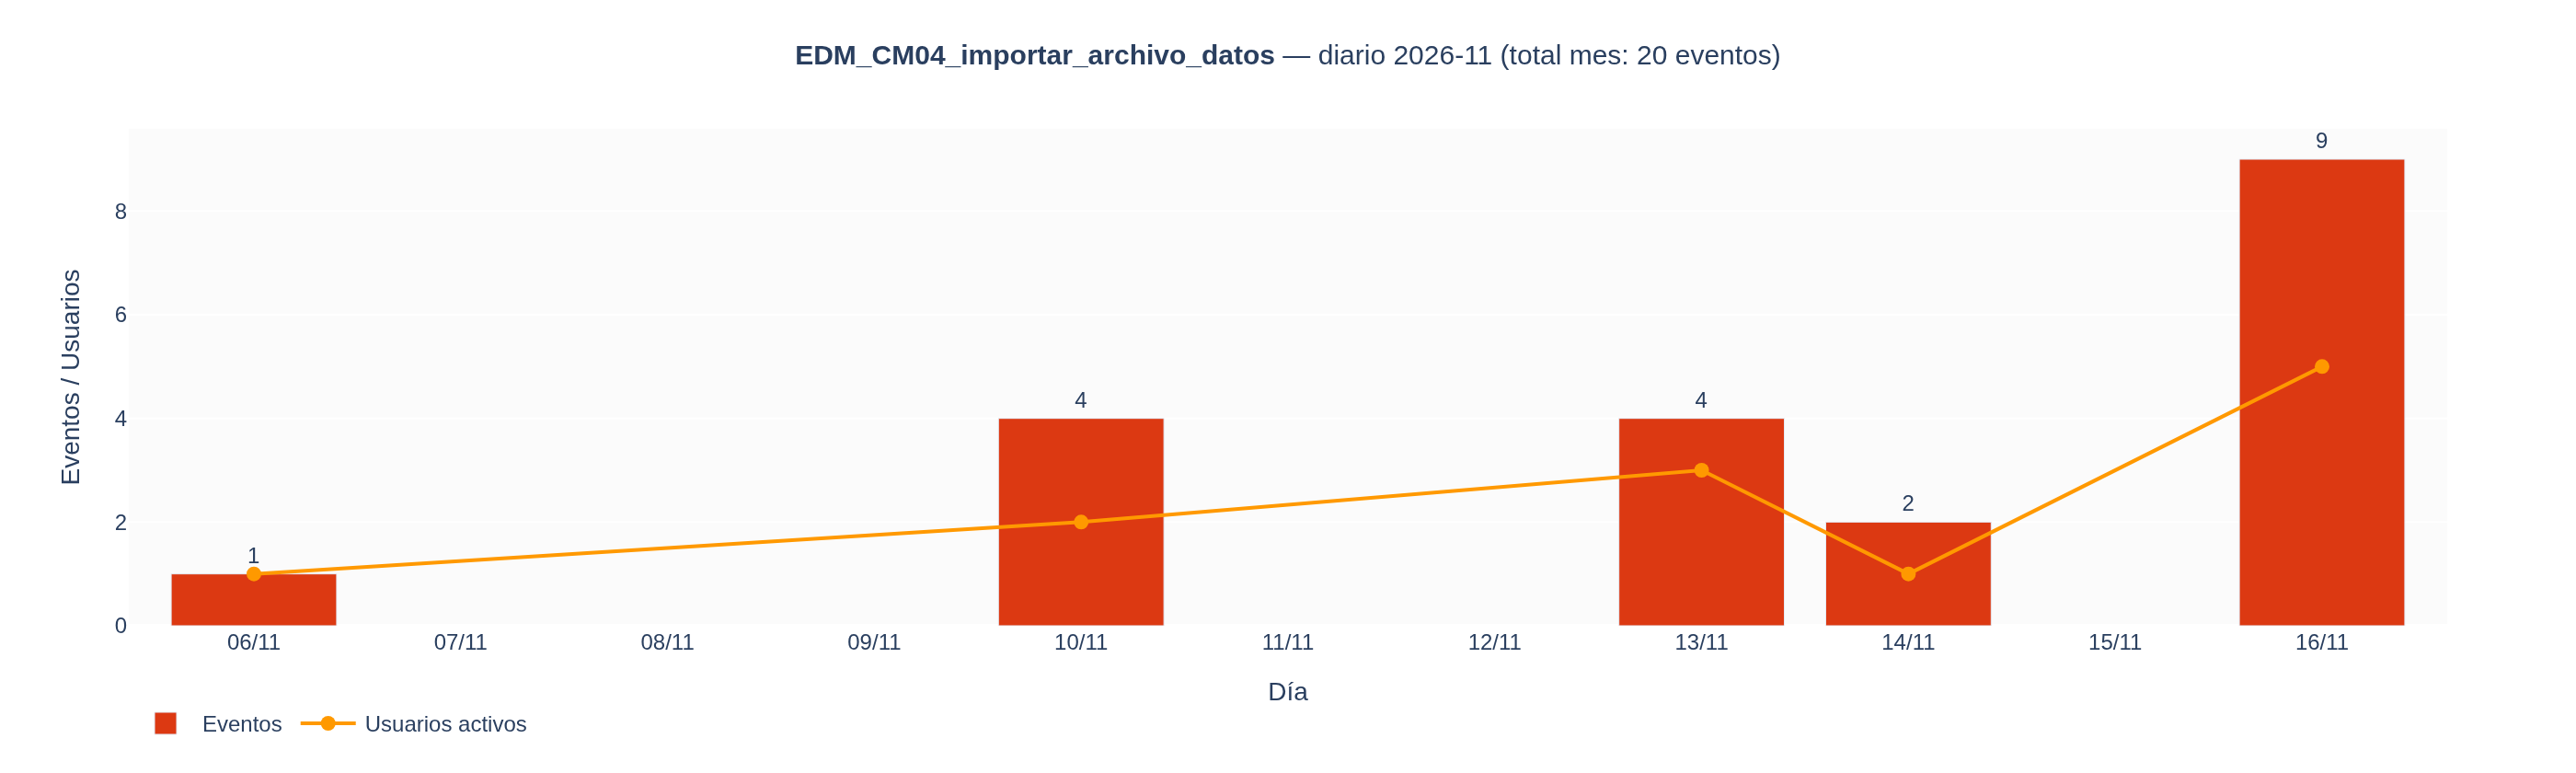 EDM_CM04_importar_archivo_datos — diario 2026-11 (total mes: 20 eventos)
Eventos / Usuarios
8
6
4
2
0
1
4
4
2
9
06/11 07/11 08/11 09/11 10/11 11/11 12/11 13/11 14/11 15/11 16/11
Día
Eventos Usuarios activos